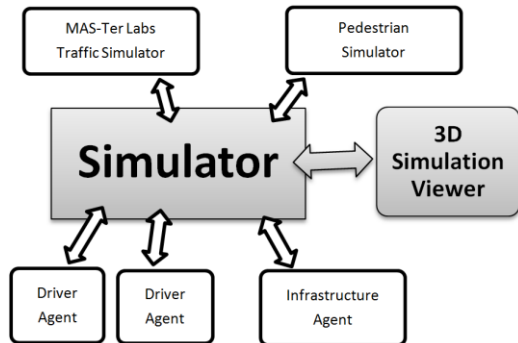 MAS-Ter Labs
Traffic Simulator
Pedestrian
Simulator
Simulator
3D
Simulation
Viewer
Driver
Agent
Driver
Agent
Infrastructure
Agent